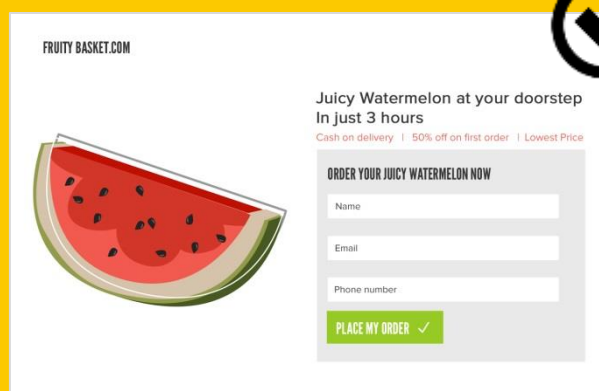 FRUITY BASKET.COM
Juicy Watermelon at your doorstep
In just 3 hours
Cash on delivery | 50% off on first order | Lowest Price
ORDER YOUR JUICY WATERMELON NOW
Name
Email
Phone number
PLACE MY ORDER